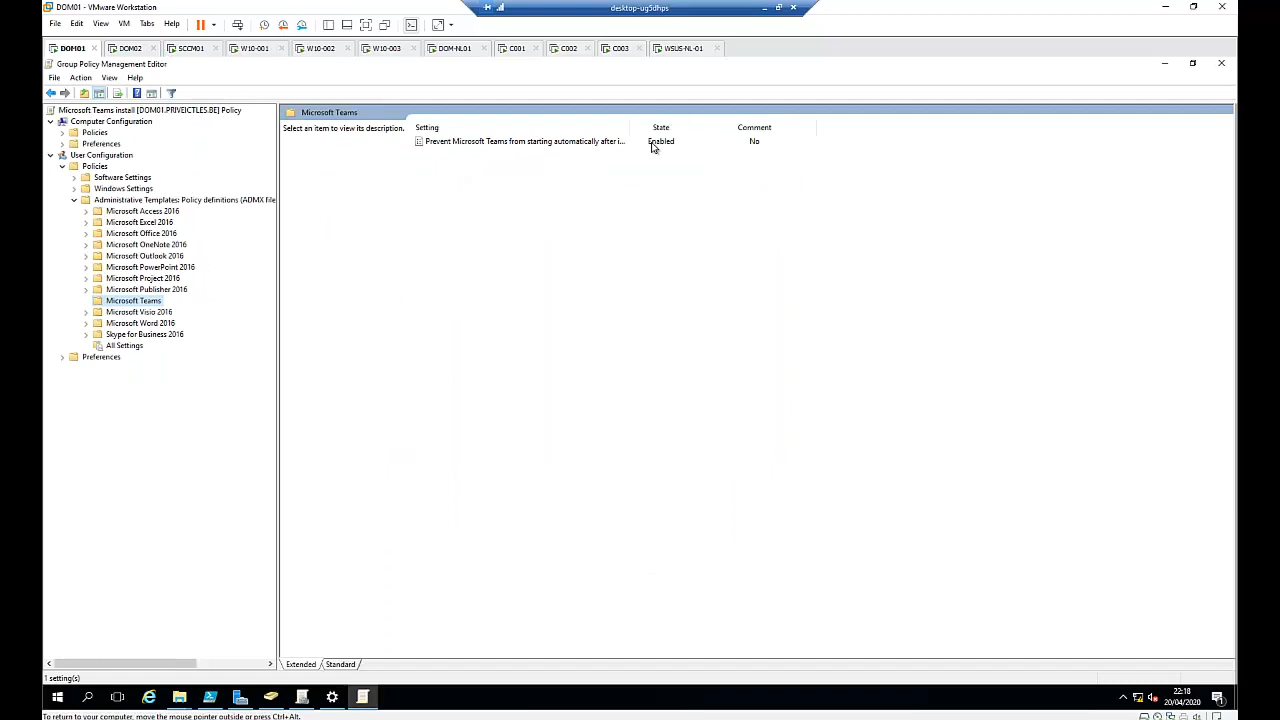 DOM01 - VMware Workstation
desktop-ug5dhps
File Edit View VM Tabs Help
DOM01 DOM02 SCCM01 W10-001 W10-002 W10-003 DOM-NL01 C001 C002 C003 WSUS-NL-01
Group Policy Management Editor
File Action View Help
Microsoft Teams install [DOM01.PRIVEICTLES.BE] Policy
Computer Configuration
Policies
Preferences
User Configuration
Policies
Software Settings
Windows Settings
Administrative Templates: Policy definitions (ADMX file
Microsoft Access 2016
Microsoft Excel 2016
Microsoft Office 2016
Microsoft OneNote 2016
Microsoft Outlook 2016
Microsoft PowerPoint 2016
Microsoft Project 2016
Microsoft Publisher 2016
Microsoft Teams
Microsoft Visio 2016
Microsoft Word 2016
Skype for Business 2016
All Settings
Preferences
Microsoft Teams
Select an item to view its description.
Setting State Comment
Prevent Microsoft Teams from starting automatically after i... Enabled No
Extended Standard
1 setting(s)
22:18
20/04/2020
To return to your computer, move the mouse pointer outside or press Ctrl+Alt.